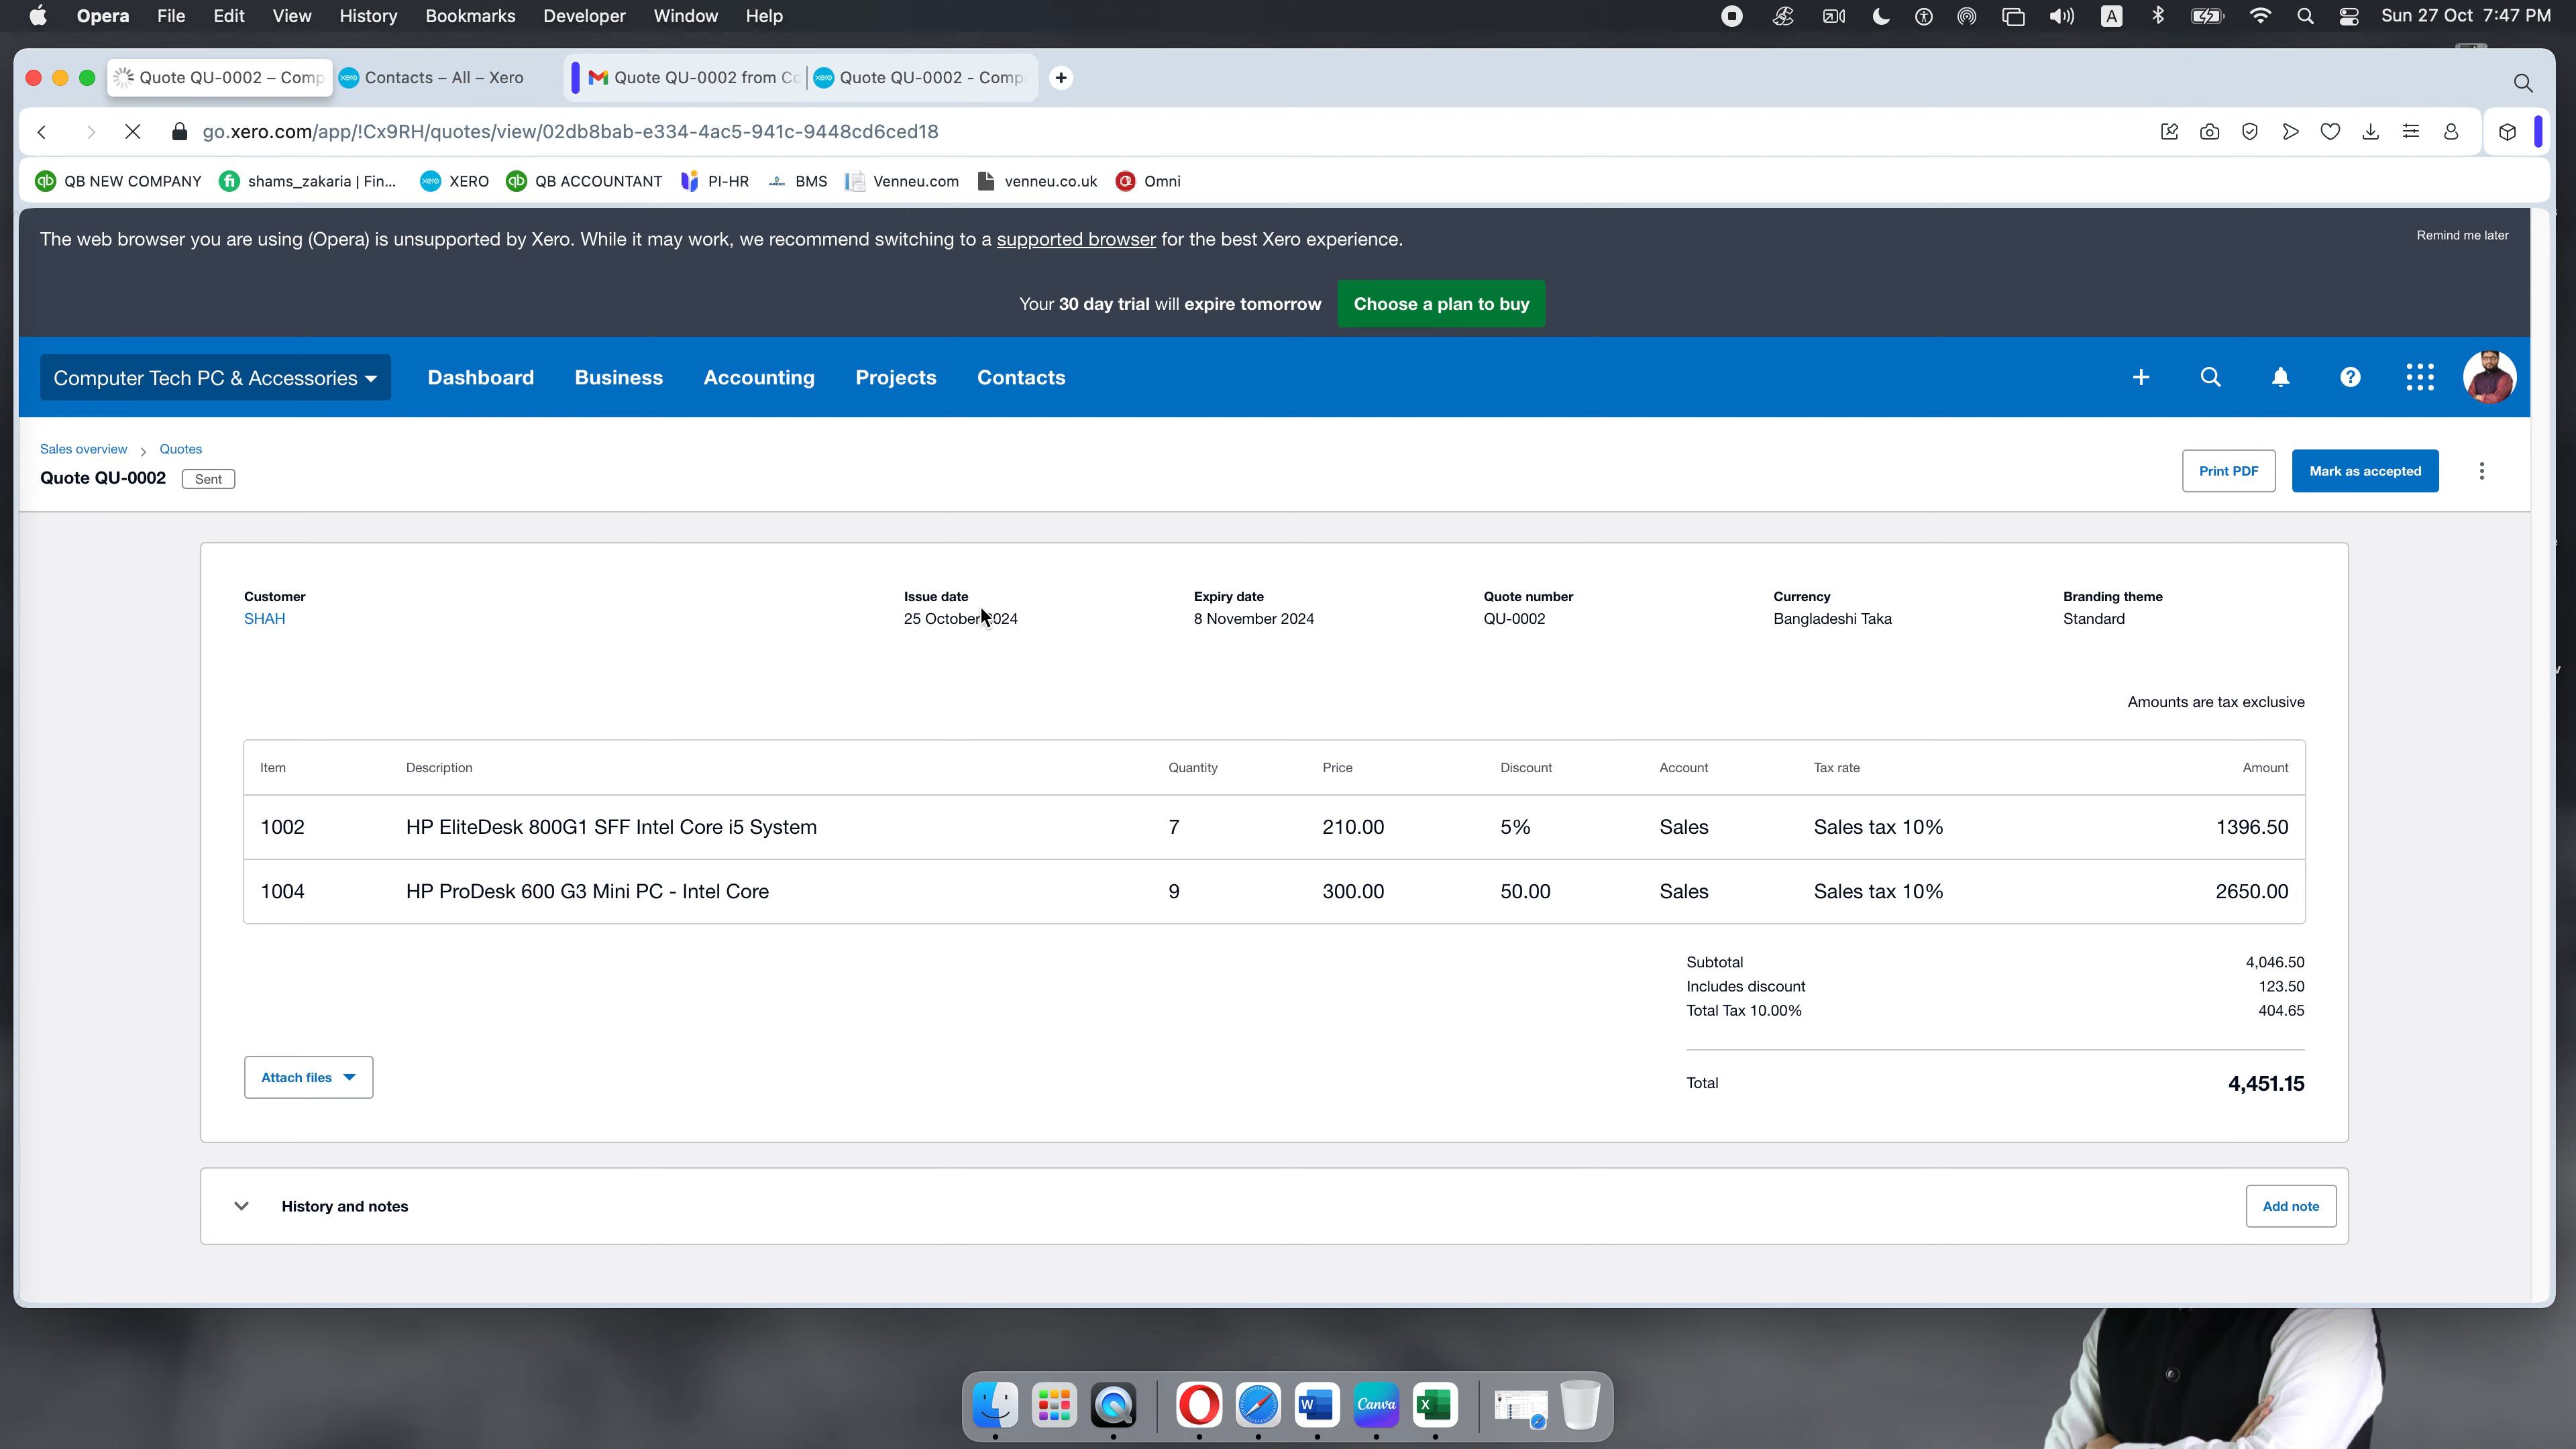 Opera File Edit View History Bookmarks Developer Window Help A Sun 27 Oct 7:47 PM
Quote QU-0002 – Comp xero Contacts – All – Xero Quote QU-0002 from Co xero Quote QU-0002 - Comp
go.xero.com/app/!Cx9RH/quotes/view/02db8bab-e334-4ac5-941c-9448cd6ced18
qb QB NEW COMPANY fi shams_zakaria | Fin... xero XERO qb QB ACCOUNTANT PI-HR BMS Venneu.com venneu.co.uk Omni
The web browser you are using (Opera) is unsupported by Xero. While it may work, we recommend switching to a supported browser for the best Xero experience. Remind me later
Your 30 day trial will expire tomorrow Choose a plan to buy
Computer Tech PC & Accessories Dashboard Business Accounting Projects Contacts
Sales overview Quotes
Quote QU-0002 Sent Print PDF Mark as accepted
Customer Issue date Expiry date Quote number Currency Branding theme
SHAH 25 October 2024 8 November 2024 QU-0002 Bangladeshi Taka Standard
Amounts are tax exclusive
Item Description Quantity Price Discount Account Tax rate Amount
1002 HP EliteDesk 800G1 SFF Intel Core i5 System 7 210.00 5% Sales Sales tax 10% 1396.50
1004 HP ProDesk 600 G3 Mini PC - Intel Core 9 300.00 50.00 Sales Sales tax 10% 2650.00
Subtotal 4,046.50
Includes discount 123.50
Total Tax 10.00% 404.65
Attach files
Total 4,451.15
History and notes Add note
W Canva X